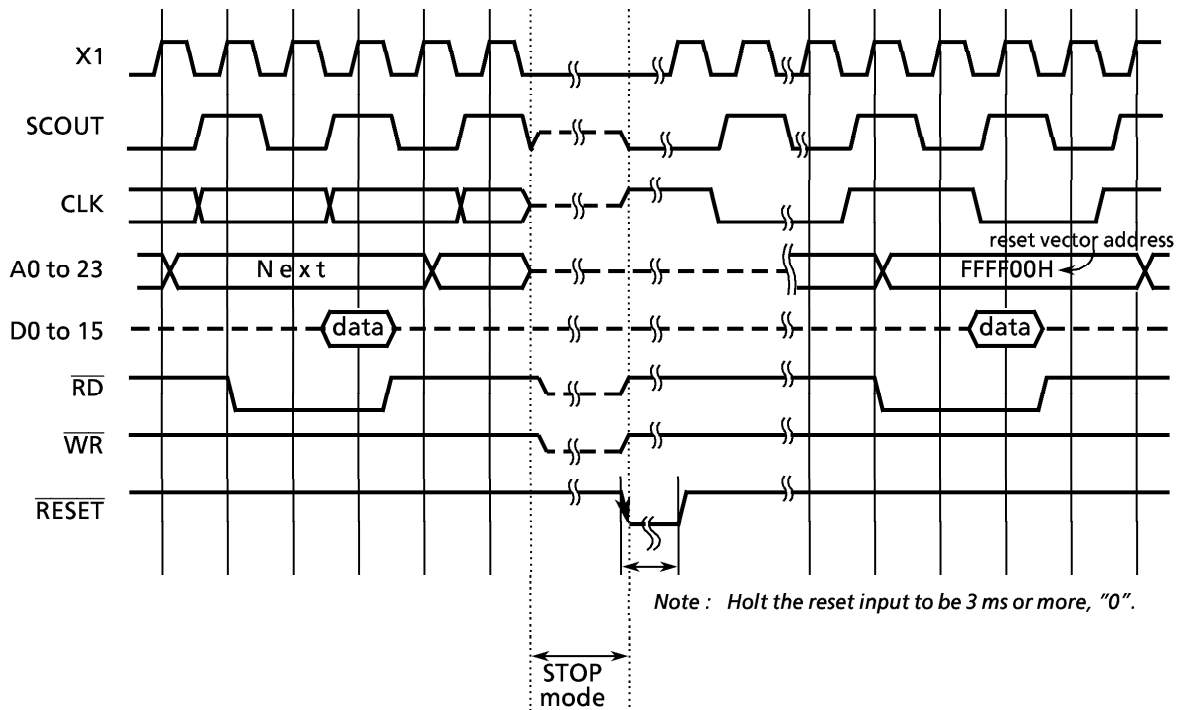 X1
SCOUT
CLK
reset vector address
A0 to 23
Next
FFFF00H
D0 to 15
data
data
RD
WR
RESET
Note : Holt the reset input to be 3 ms or more, "0".
STOP
mode